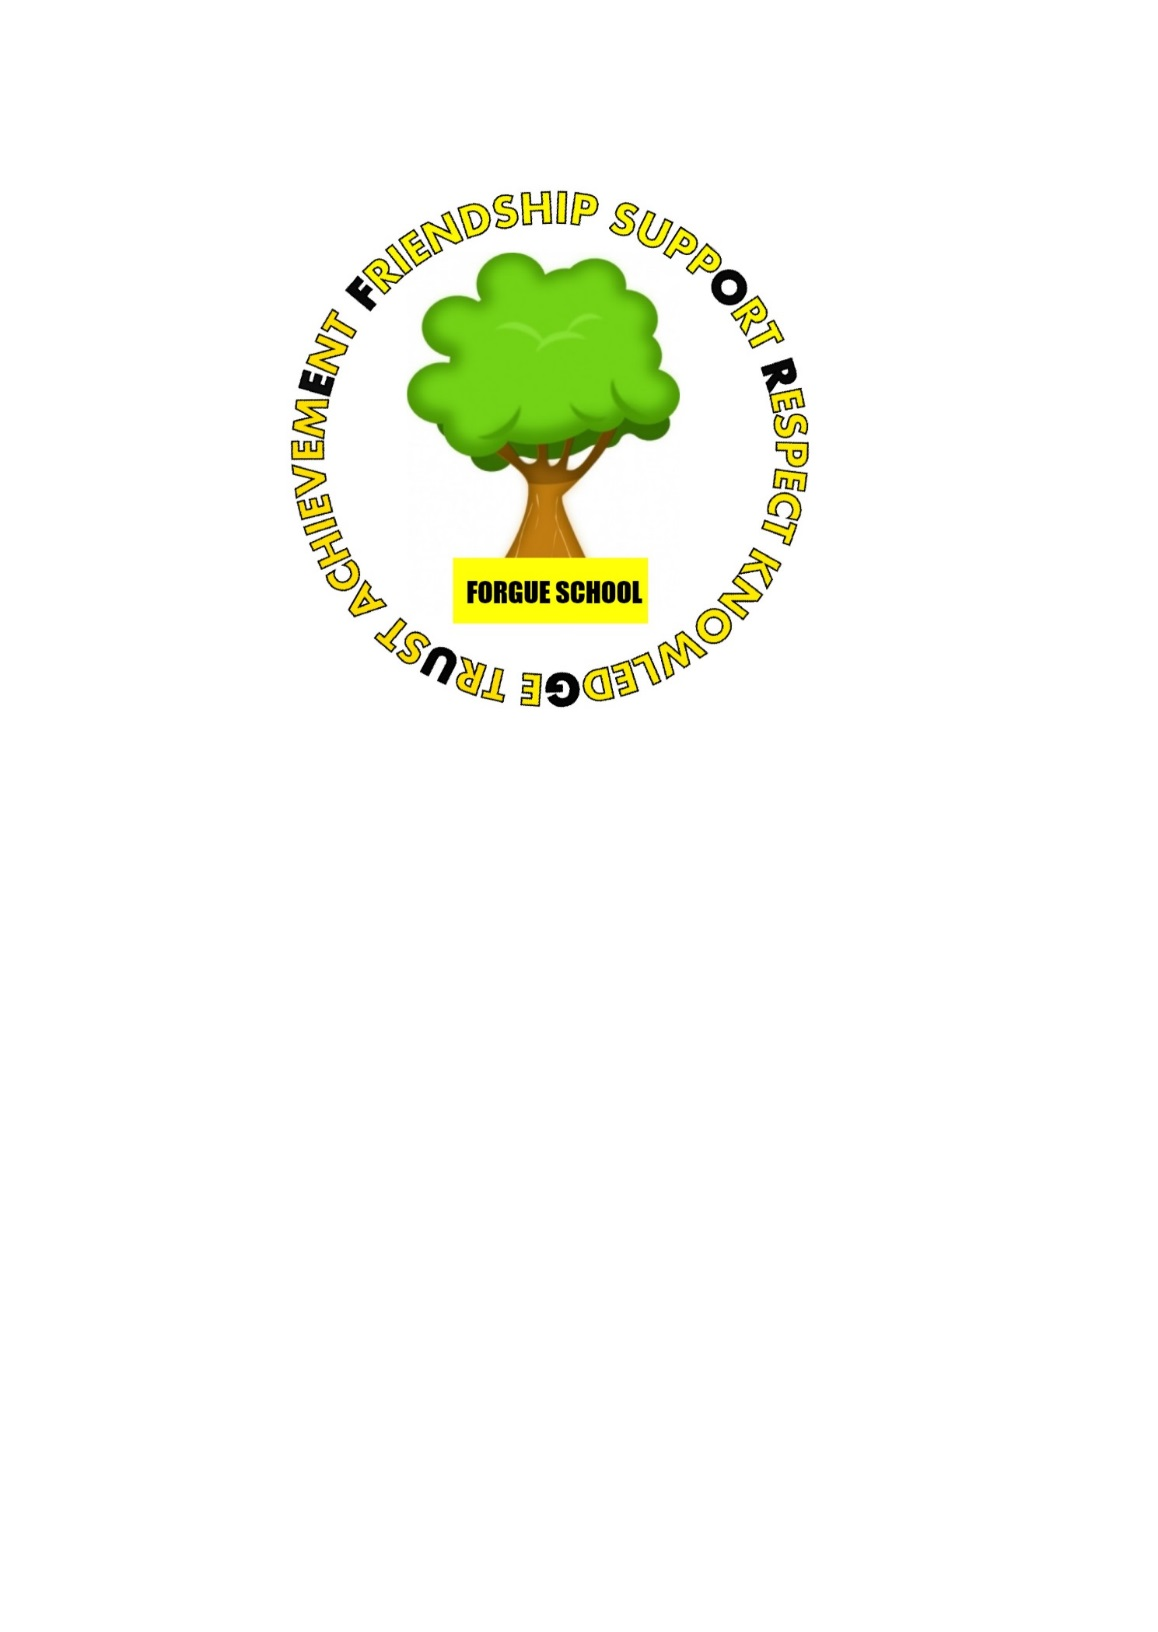 FRIENDSHIP SUPPORT RESPECT KNOWLEDGE TRUST ACHIEVEMENT
FORGUE SCHOOL